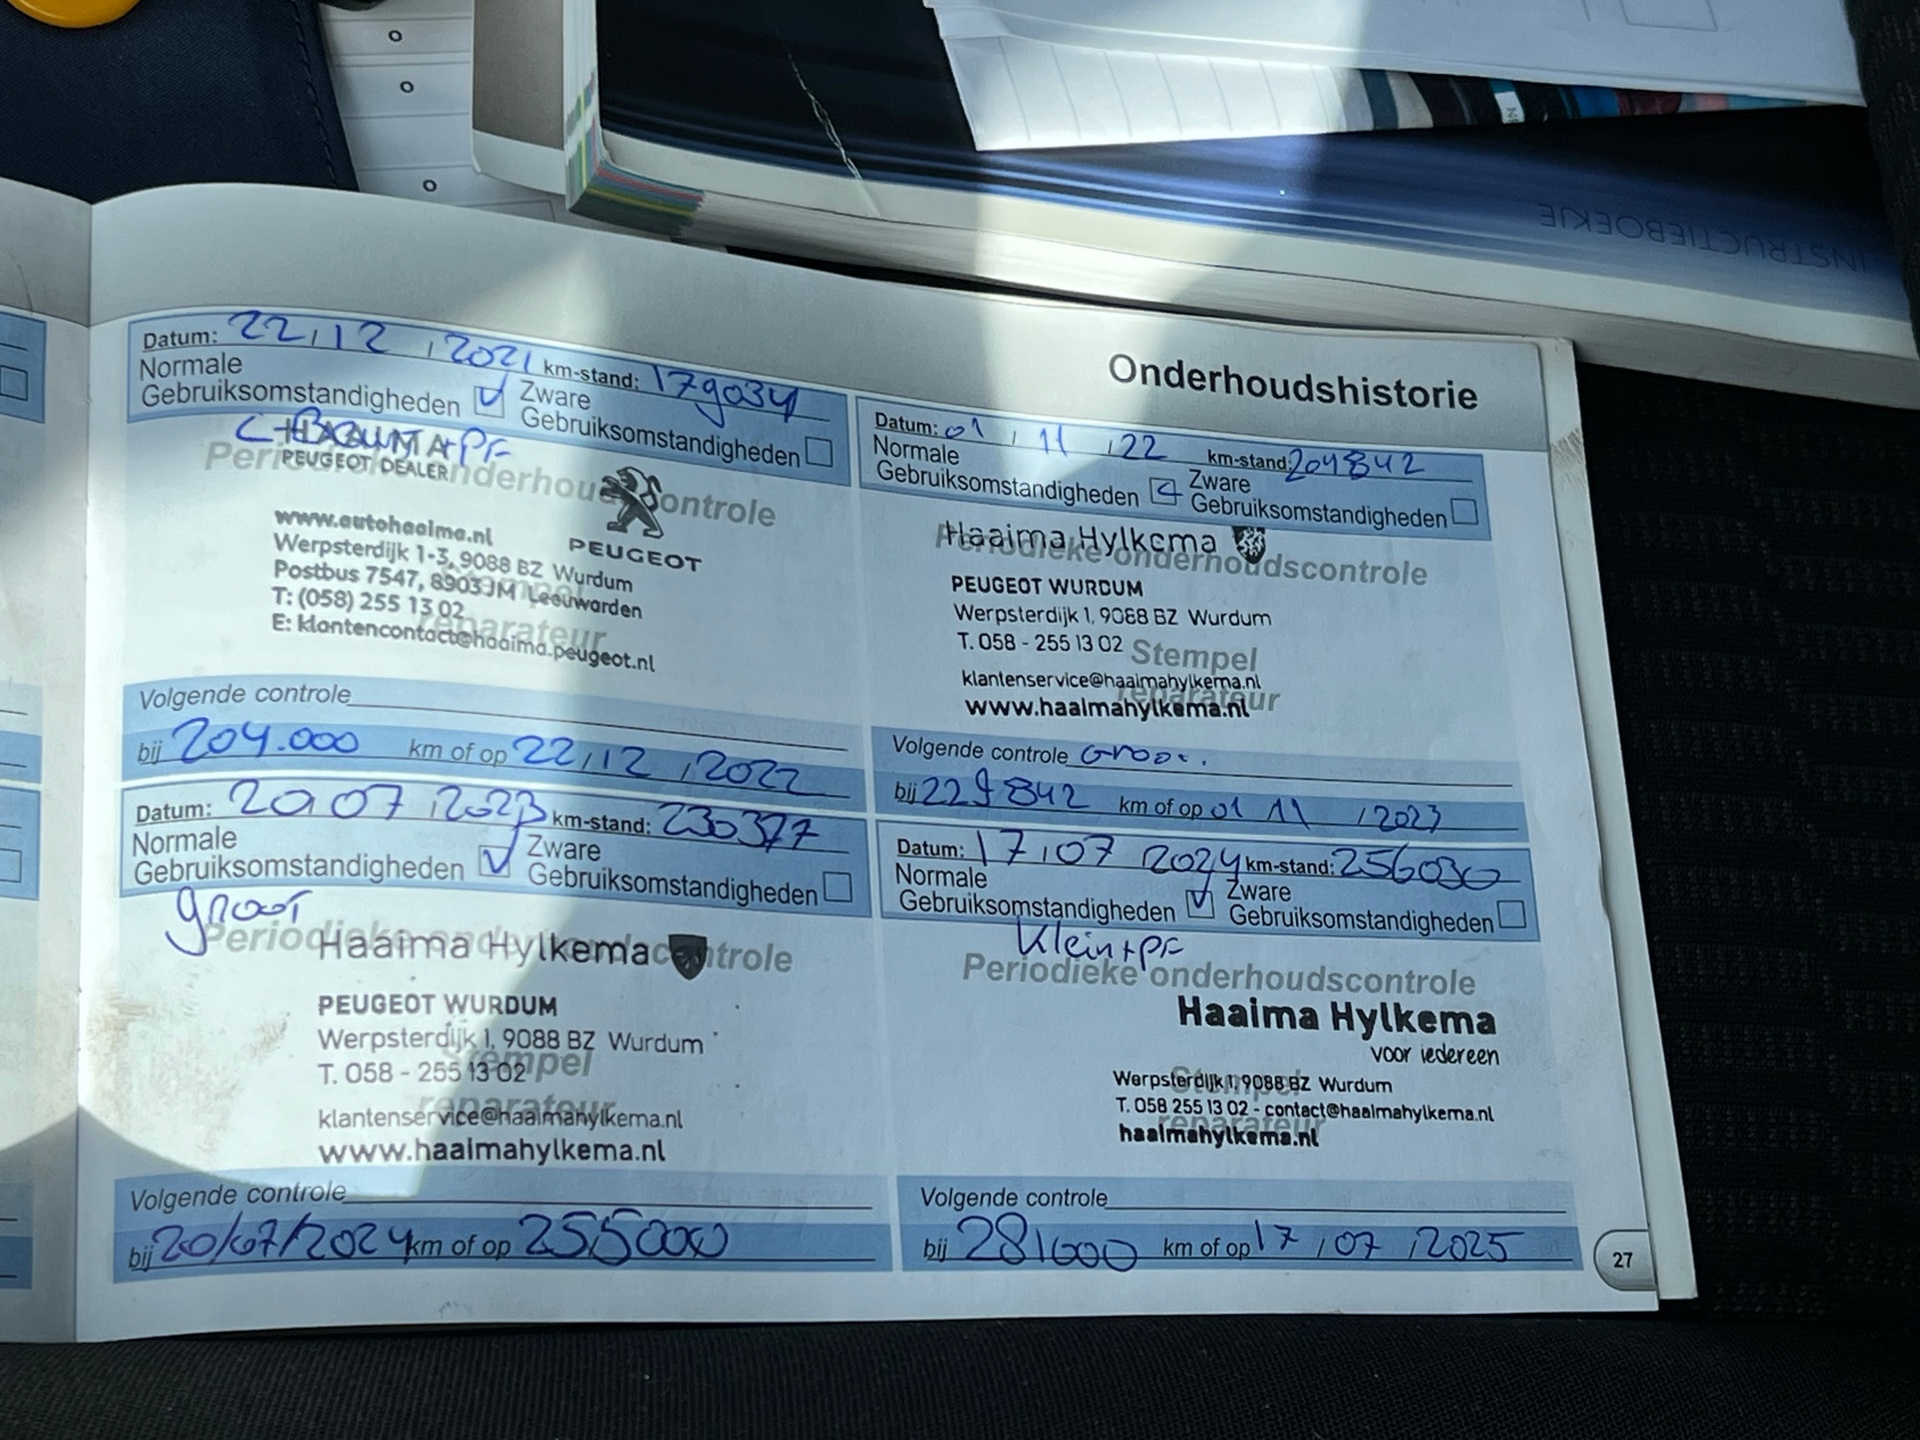 INSTRUCTIEBOEKJE
Onderhoudshistorie
Datum: 22/12/2021 km-stand: 179034
Normale
Gebruiksomstandigheden
Zware
Gebruiksomstandigheden
HAAIMA
Periodieke onderhoudscontrole
PEUGEOT DEALER
www.autohaaima.nl
PEUGEOT
Werpsterdijk 1-3, 9088 BZ Wurdum
Postbus 7547, 8903 JM Leeuwarden
T: (058) 255 13 02
E: klantencontact@haaima.peugeot.nl
Stempel
reparateur
Volgende controle
bij 204.000 km of op 22/12/2022
Datum: 01/11/22 km-stand: 204842
Normale
Gebruiksomstandigheden
Zware
Gebruiksomstandigheden
Haaima Hylkema
Periodieke onderhoudscontrole
PEUGEOT WURDUM
Werpsterdijk 1, 9088 BZ Wurdum
T. 058 - 255 13 02
Stempel
klantenservice@haaimahylkema.nl
reparateur
www.haaimahylkema.nl
Volgende controle Groot.
bij 229842 km of op 01 11 /2023
Datum: 20/07/2023 km-stand: 230377
Normale
Gebruiksomstandigheden
Zware
Gebruiksomstandigheden
groot
Periodieke onderhoudscontrole
Haaima Hylkema
PEUGEOT WURDUM
Werpsterdijk 1, 9088 BZ Wurdum
Stempel
T. 058 - 255 13 02
reparateur
klantenservice@haaimahylkema.nl
www.haaimahylkema.nl
Volgende controle
bij 20/07/2024 km of op 255000
Datum: 17/07/2024 km-stand: 256030
Normale
Gebruiksomstandigheden
Zware
Gebruiksomstandigheden
Klein+PF
Periodieke onderhoudscontrole
Haaima Hylkema
voor iedereen
Stempel
Werpsterdijk 1, 9088 BZ Wurdum
T. 058 255 13 02 - contact@haaimahylkema.nl
reparateur
haaimahylkema.nl
Volgende controle
bij 281000 km of op 17/07/2025
27